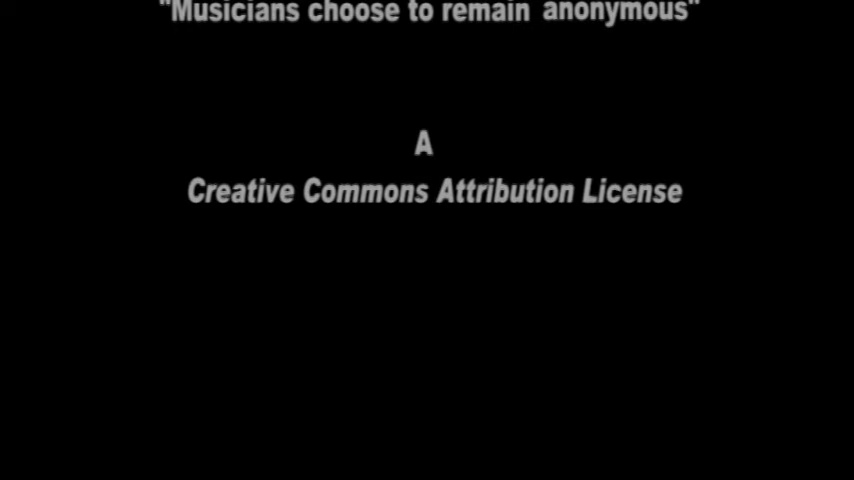 "Musicians choose to remain anonymous"
A
Creative Commons Attribution License